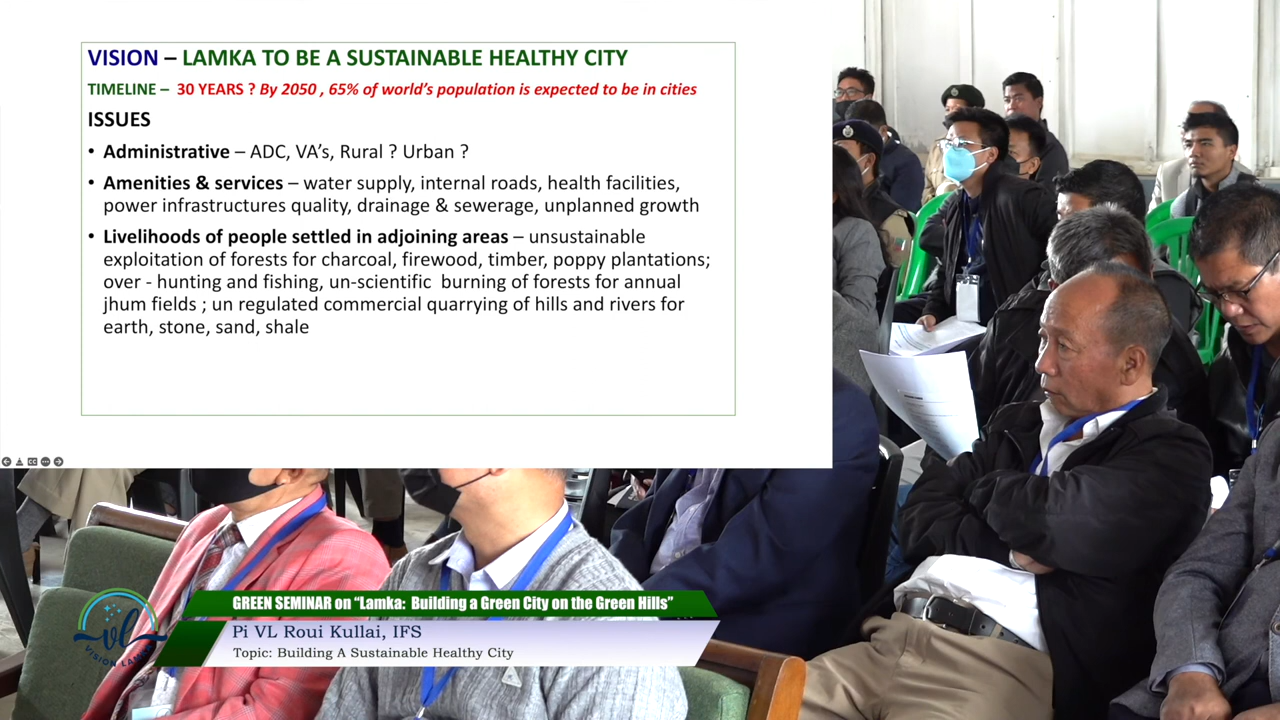 VISION – LAMKA TO BE A SUSTAINABLE HEALTHY CITY
TIMELINE – 30 YEARS ? By 2050 , 65% of world's population is expected to be in cities
ISSUES
• Administrative – ADC, VA's, Rural ? Urban ?
• Amenities & services – water supply, internal roads, health facilities,
power infrastructures quality, drainage & sewerage, unplanned growth
• Livelihoods of people settled in adjoining areas – unsustainable
exploitation of forests for charcoal, firewood, timber, poppy plantations;
over - hunting and fishing, un-scientific burning of forests for annual
jhum fields ; un regulated commercial quarrying of hills and rivers for
earth, stone, sand, shale
GREEN SEMINAR on "Lamka: Building a Green City on the Green Hills"
Pi VL Roui Kullai, IFS
Topic: Building A Sustainable Healthy City
vl
VISION LAMKA